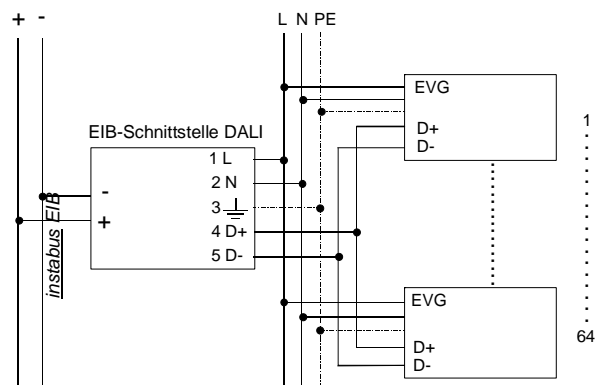 + - L N PE
EVG
D+
D-
1
EIB-Schnittstelle DALI
1 L
2 N
3
4 D+
5 D-
-
+
instabus EIB
EVG
D+
D-
64